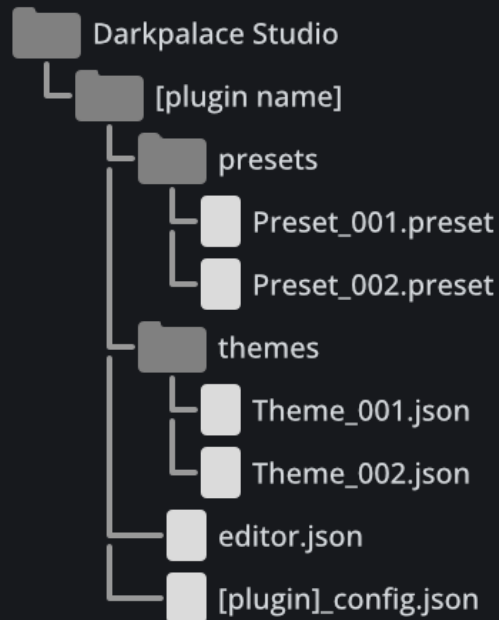 Darkpalace Studio
[plugin name]
presets
Preset_001.preset
Preset_002.preset
themes
Theme_001.json
Theme_002.json
editor.json
[plugin]_config.json